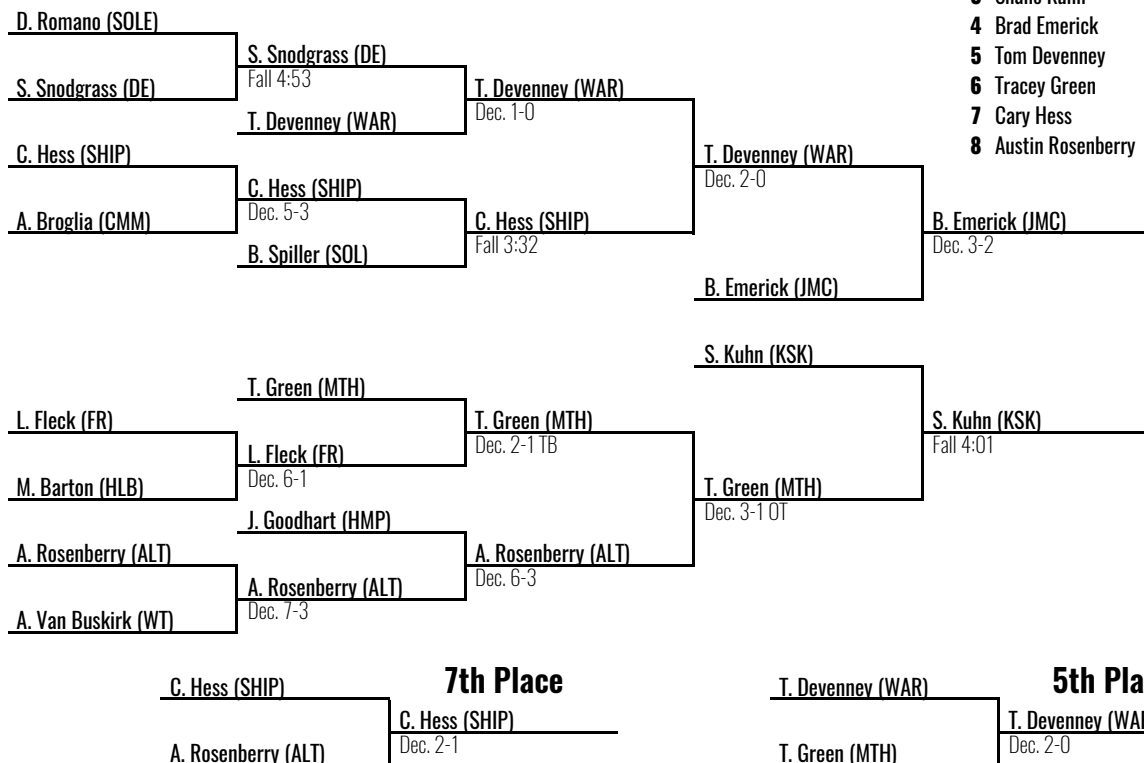 D. Romano (SOLE)
S. Snodgrass (DE)
Fall 4:53
S. Snodgrass (DE)
T. Devenney (WAR)
Dec. 1-0
T. Devenney (WAR)
C. Hess (SHIP)
T. Devenney (WAR)
Dec. 2-0
C. Hess (SHIP)
Dec. 5-3
A. Broglia (CMM)
C. Hess (SHIP)
Fall 3:32
B. Emerick (JMC)
Dec. 3-2
B. Spiller (SOL)
B. Emerick (JMC)
4 Brad Emerick
5 Tom Devenney
6 Tracey Green
7 Cary Hess
8 Austin Rosenberry
S. Kuhn (KSK)
T. Green (MTH)
L. Fleck (FR)
T. Green (MTH)
Dec. 2-1 TB
S. Kuhn (KSK)
Fall 4:01
L. Fleck (FR)
Dec. 6-1
M. Barton (HLB)
T. Green (MTH)
Dec. 3-1 OT
J. Goodhart (HMP)
A. Rosenberry (ALT)
A. Rosenberry (ALT)
Dec. 6-3
A. Rosenberry (ALT)
Dec. 7-3
A. Van Buskirk (WT)
7th Place
C. Hess (SHIP)
C. Hess (SHIP)
Dec. 2-1
A. Rosenberry (ALT)
5th Pla
T. Devenney (WAR)
T. Devenney (WA
Dec. 2-0
T. Green (MTH)